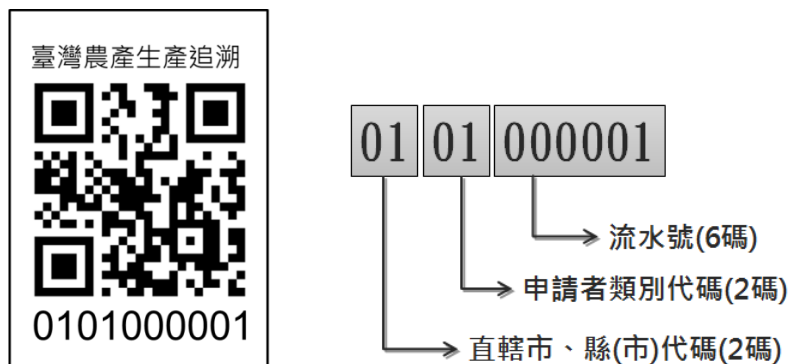 臺灣農產生產追溯
0101000001
01 01 000001
流水號(6碼)
申請者類別代碼(2碼)
直轄市、縣(市)代碼(2碼)